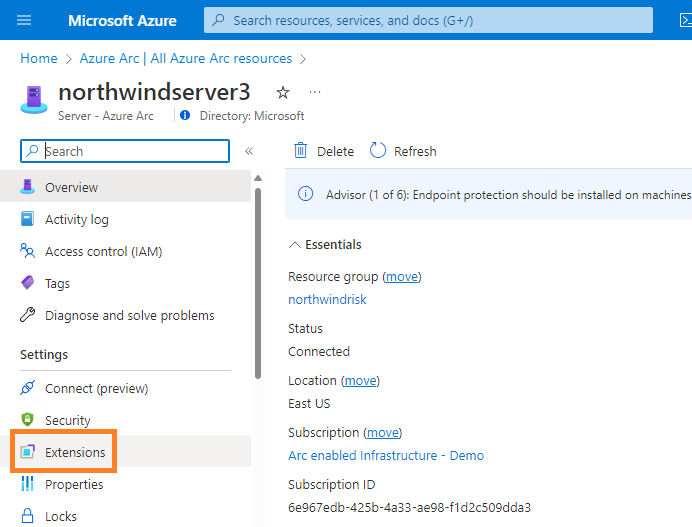 Microsoft Azure
Search resources, services, and docs (G+/)
Home > Azure Arc | All Azure Arc resources >
northwindserver3
Server - Azure Arc
Directory: Microsoft
Search
«
Delete
Refresh
Overview
Activity log
Access control (IAM)
Tags
Diagnose and solve problems
Settings
Connect (preview)
Security
Extensions
Properties
Locks
Advisor (1 of 6): Endpoint protection should be installed on machines
Essentials
Resource group (move)
northwindrisk
Status
Connected
Location (move)
East US
Subscription (move)
Arc enabled Infrastructure - Demo
Subscription ID
6e967edb-425b-4a33-ae98-f1d2c509dda3